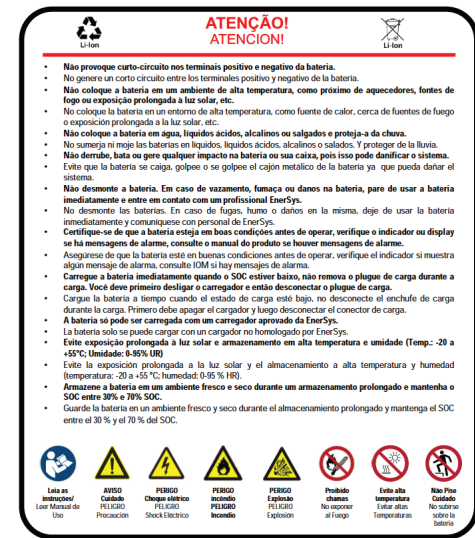 Li-Ion
ATENÇÃO!
ATENCION!
Li-Ion
• Não provoque curto-circuito nos terminais positivo e negativo da bateria.
• No genere un corto circuito entre los terminales positivo y negativo de la batería.
• Não coloque a bateria em um ambiente de alta temperatura, como próximo de aquecedores, fontes de
fogo ou exposição prolongada à luz solar, etc.
• No coloque la batería en un entorno de alta temperatura, como fuente de calor, cerca de fuentes de fuego
o exposición prolongada a la luz solar, etc.
• Não coloque a bateria em água, líquidos ácidos, alcalinos ou salgados e proteja-a da chuva.
• No sumerja ni moje las baterías en líquidos, liquidos ácidos, alcalinos o salados. Y proteger de la lluvia.
• Não derrube, bata ou gere qualquer impacto na bateria ou sua caixa, pois isso pode danificar o sistema.
• Evite que la batería se caiga, golpee o se golpee el cajón metálico de la batería ya que pueda dañar el
sistema.
• Não desmonte a bateria. Em caso de vazamento, fumaça ou danos na bateria, pare de usar a bateria
imediatamente e entre em contato com um profissional EnerSys.
• No desmonte las baterías. En caso de fugas, humo o daños en la misma, deje de usar la batería
inmediatamente y comuníquese con personal de EnerSys.
• Certifique-se de que a bateria esteja em boas condições antes de operar, verifique o indicador ou display
se há mensagens de alarme, consulte o manual do produto se houver mensagens de alarme.
• Asegúrese de que la batería esté en buenas condiciones antes de operar, verifique el indicador si muestra
algún mensaje de alarma, consulte IOM si hay mensajes de alarma.
• Carregue a bateria imediatamente quando o SOC estiver baixo, não remova o plugue de carga durante a
carga. Você deve primeiro desligar o carregador e então desconectar o plugue de carga.
• Cargue la batería a tiempo cuando el estado de carga esté bajo, no desconecte el enchufe de carga
durante la carga. Primero debe apagar el cargador y luego desconectar el conector de carga.
• A bateria só pode ser carregada com um carregador aprovado da EnerSys.
• La batería solo se puede cargar con un cargador no homologado por EnerSys.
• Evite exposição prolongada à luz solar e armazenamento em alta temperatura e umidade (Temp.: -20 a
+55°C; Umidade: 0-95% UR)
• Evite la exposición prolongada a la luz solar y el almacenamiento a alta temperatura y humedad
(temperatura: -20 a +55 °C; humedad: 0-95 % HR).
• Armazene a bateria em um ambiente fresco e seco durante um armazenamento prolongado e mantenha o
SOC entre 30% e 70% SOC.
• Guarde la batería en un ambiente fresco y seco durante el almacenamiento prolongado y mantenga el SOC
entre el 30 % y el 70 % del SOC.
Leia as
instruções/
Leer Manual de
Uso
AVISO
Cuidado
PELIGRO
Precaución
PERIGO
Choque elétrico
PELIGRO
Shock Eléctrico
PERIGO
incêndio
PELIGRO
Incendio
PERIGO
Explosão
PELIGRO
Explosión
Proibido
chamas
No exponer
al Fuego
Evite alta
temperatura
Evitar altas
Temperaturas
Não Pise
Cuidado
No subirse
sobre la
batería